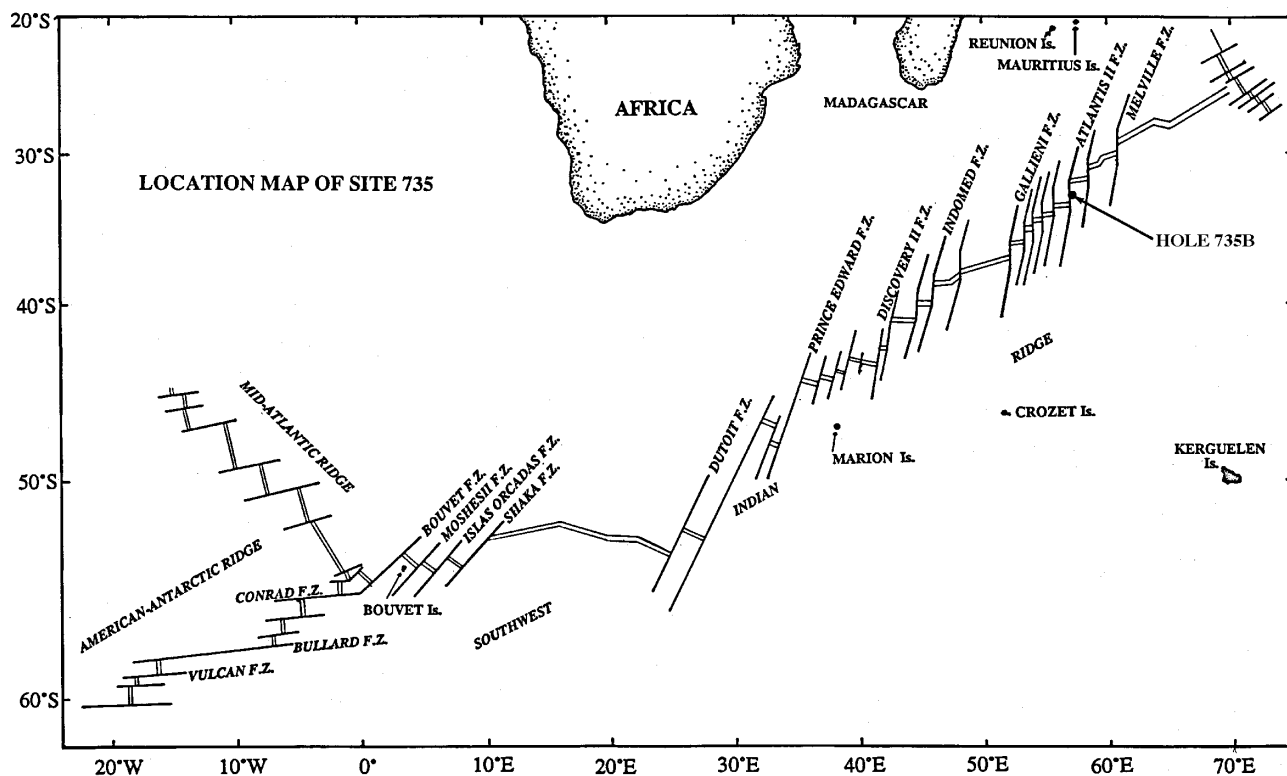 20°S
30°S
40°S
50°S
60°S
20°W
10°W
0°
10°E
20°E
30°E
40°E
50°E
60°E
70°E
LOCATION MAP OF SITE 735
AFRICA
MADAGASCAR
REUNION Is.
MAURITIUS Is.
ATLANTIS II F.Z.
MELVILLE F.Z.
GALLIENI F.Z.
INDOMED F.Z.
DISCOVERY II F.Z.
PRINCE EDWARD F.Z.
HOLE 735B
RIDGE
CROZET Is.
MARION Is.
KERGUELEN
Is.
DUTOIT F.Z.
INDIAN
MID-ATLANTIC RIDGE
BOUVET F.Z.
MOSHESH F.Z.
ISLAS ORCADAS F.Z.
SHAKA F.Z.
AMERICAN-ANTARCTIC RIDGE
CONRAD F.Z.
BOUVET Is.
SOUTHWEST
BULLARD F.Z.
VULCAN F.Z.